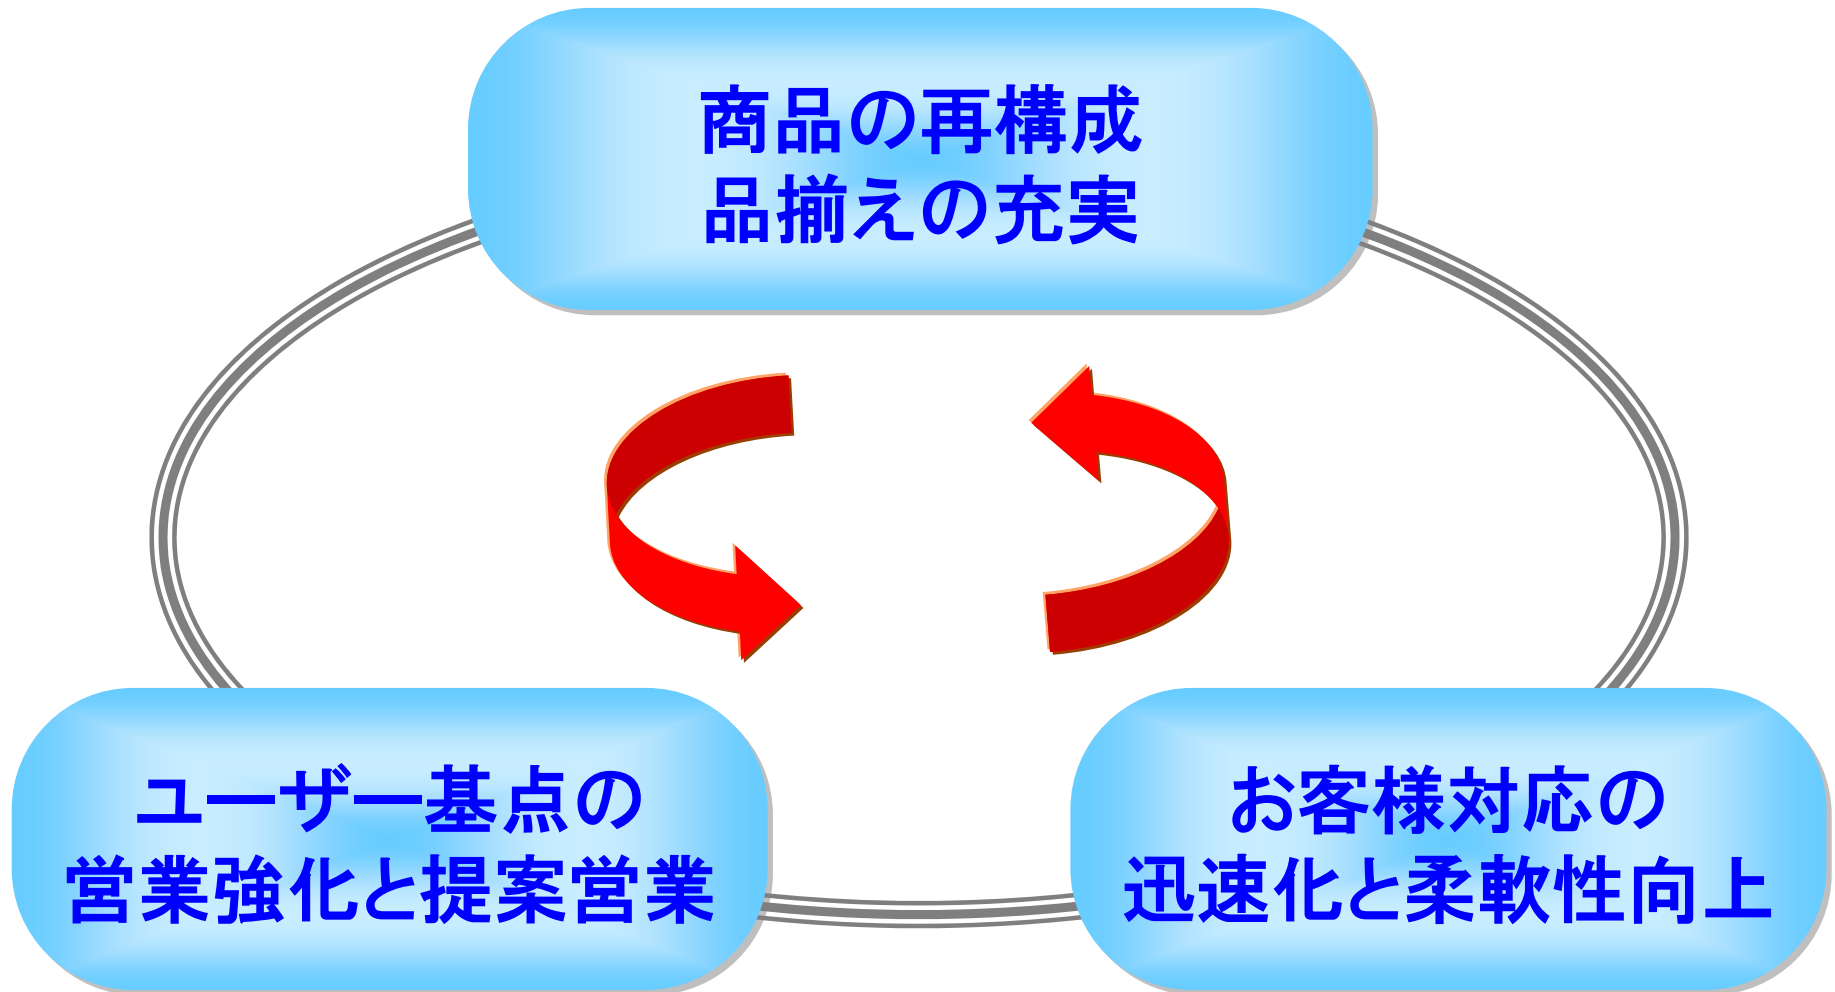 商品の再構成
品揃えの充実
ユーザー基点の
営業強化と提案営業
お客様対応の
迅速化と柔軟性向上